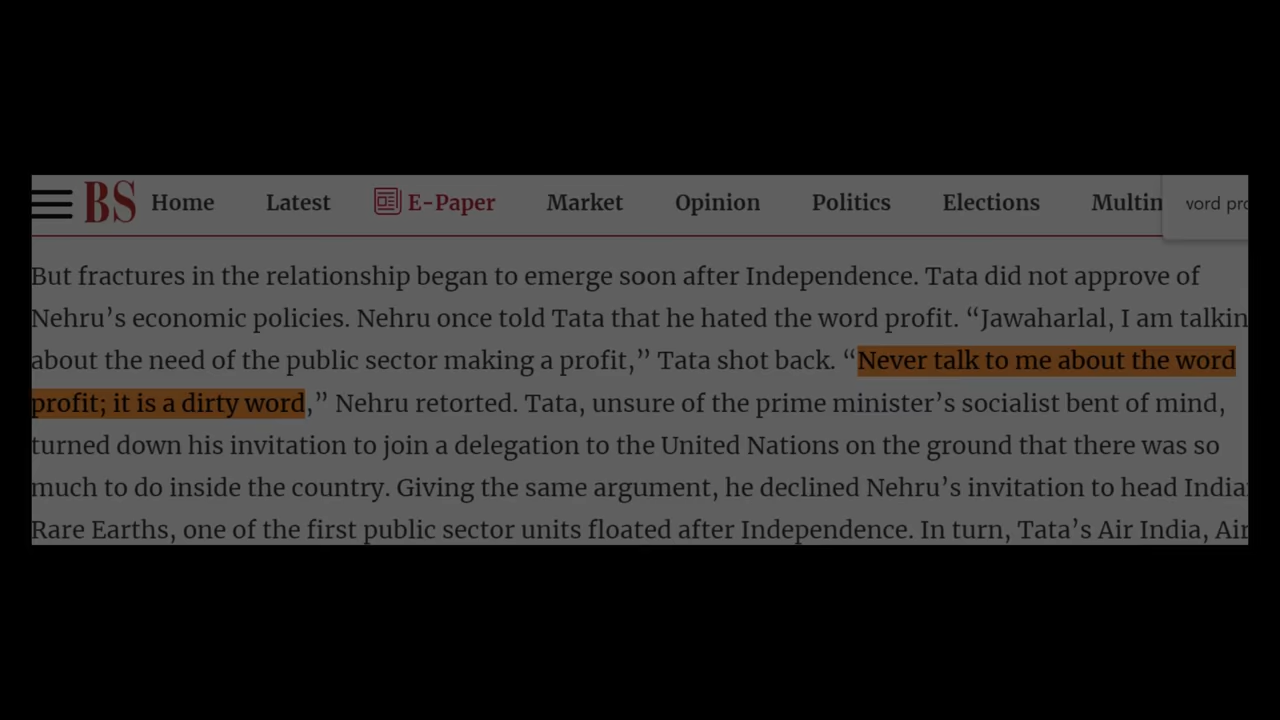 BS Home Latest E-Paper Market Opinion Politics Elections Multim word pro
But fractures in the relationship began to emerge soon after Independence. Tata did not approve of
Nehru’s economic policies. Nehru once told Tata that he hated the word profit. “Jawaharlal, I am talkin
about the need of the public sector making a profit,” Tata shot back. “Never talk to me about the word
profit; it is a dirty word,” Nehru retorted. Tata, unsure of the prime minister’s socialist bent of mind,
turned down his invitation to join a delegation to the United Nations on the ground that there was so
much to do inside the country. Giving the same argument, he declined Nehru’s invitation to head India
Rare Earths, one of the first public sector units floated after Independence. In turn, Tata’s Air India, Air